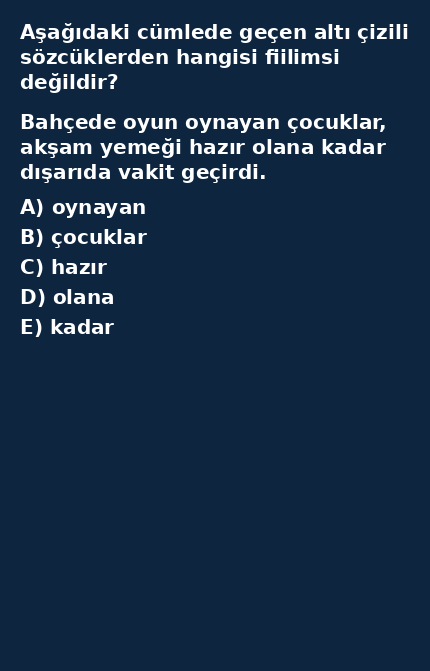 Aşağıdaki cümlede geçen altı çizili
sözcüklerden hangisi fiilimsi
değildir?
Bahçede oyun oynayan çocuklar,
akşam yemeği hazır olana kadar
dışarıda vakit geçirdi.
A) oynayan
B) çocuklar
C) hazır
D) olana
E) kadar